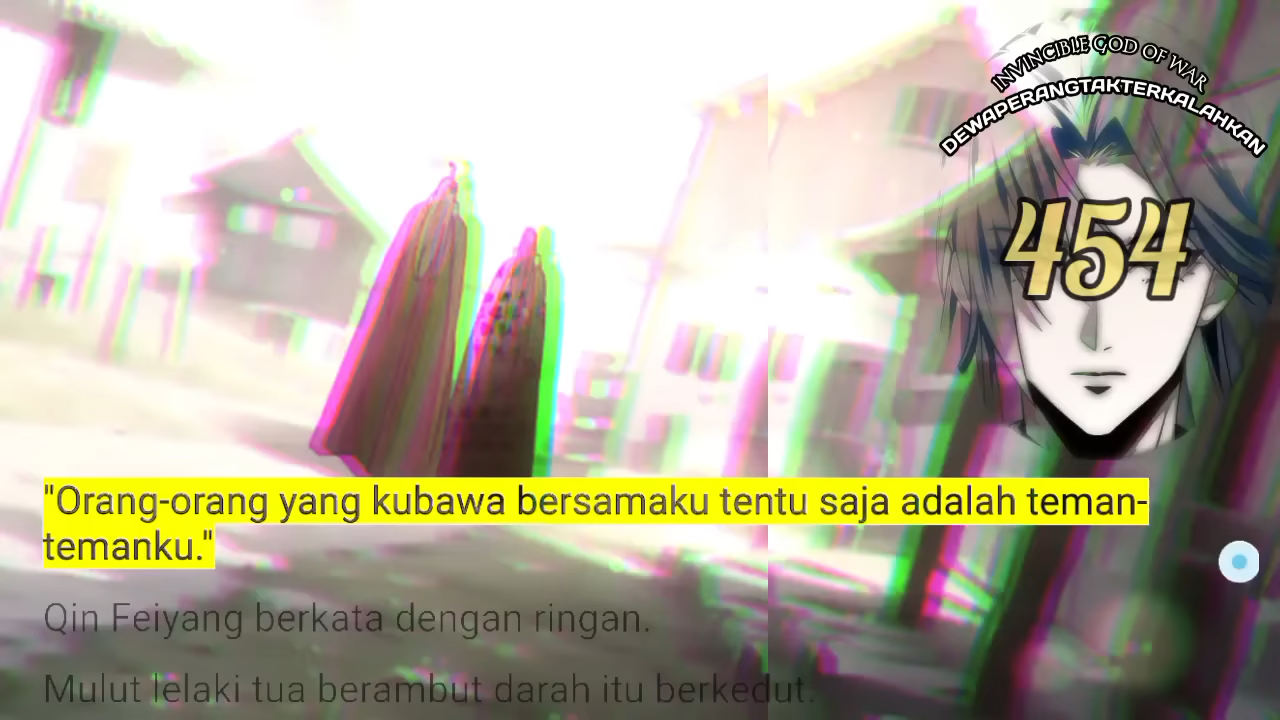 INVINCIBLE GOD OF WAR
DEWAPERANGTAKTERKALAHKAN
454
"Orang-orang yang kubawa bersamaku tentu saja adalah teman-
temanku."
Qin Feiyang berkata dengan ringan.
Mulut lelaki tua berambut darah itu berkedut.